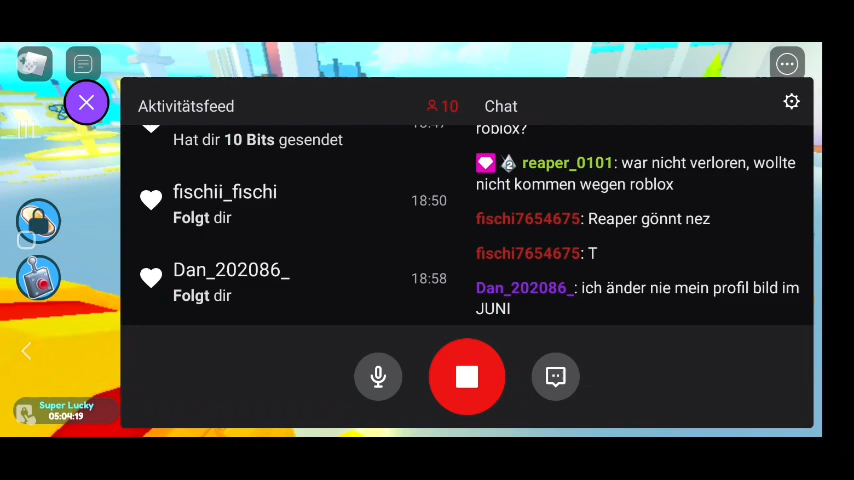 Aktivitätsfeed
10
Hat dir 10 Bits gesendet
fischii_fischi
18:50
Folgt dir
Dan_202086_
18:58
Folgt dir
Chat
roblox?
reaper_0101: war nicht verloren, wollte
nicht kommen wegen roblox
fischi7654675: Reaper gönnt nez
fischi7654675: T
Dan_202086_: ich änder nie mein profil bild im
JUNI
Super Lucky
05:04:19